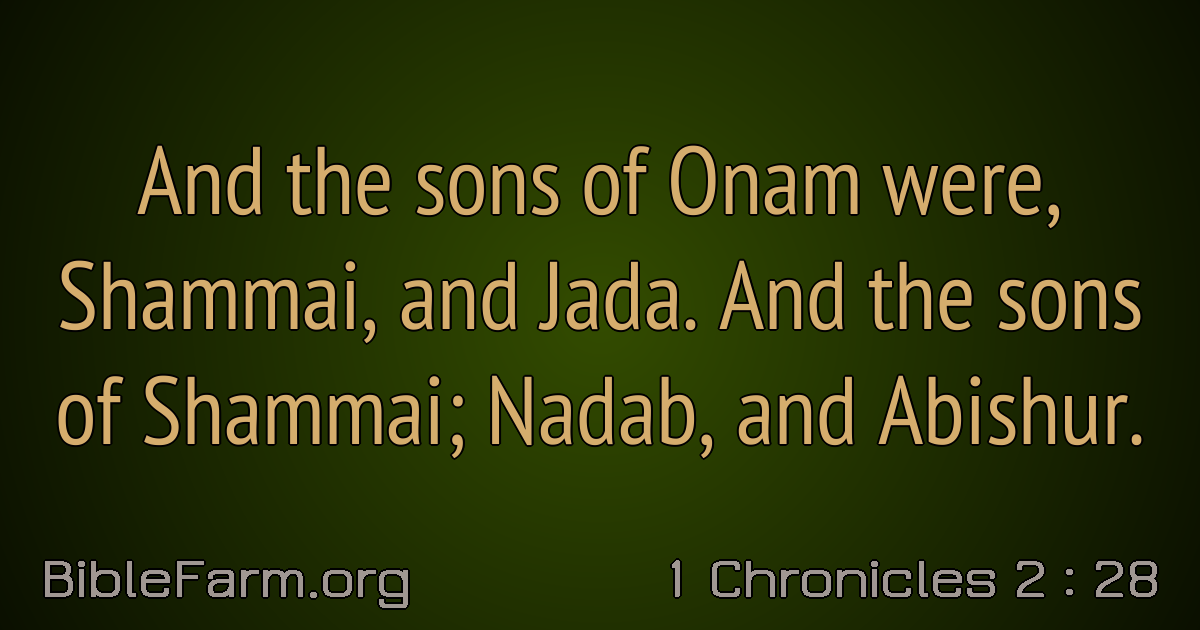 And the sons of Onam were,
Shammai, and Jada. And the sons
of Shammai; Nadab, and Abishur.
BibleFarm.org
1 Chronicles 2 : 28